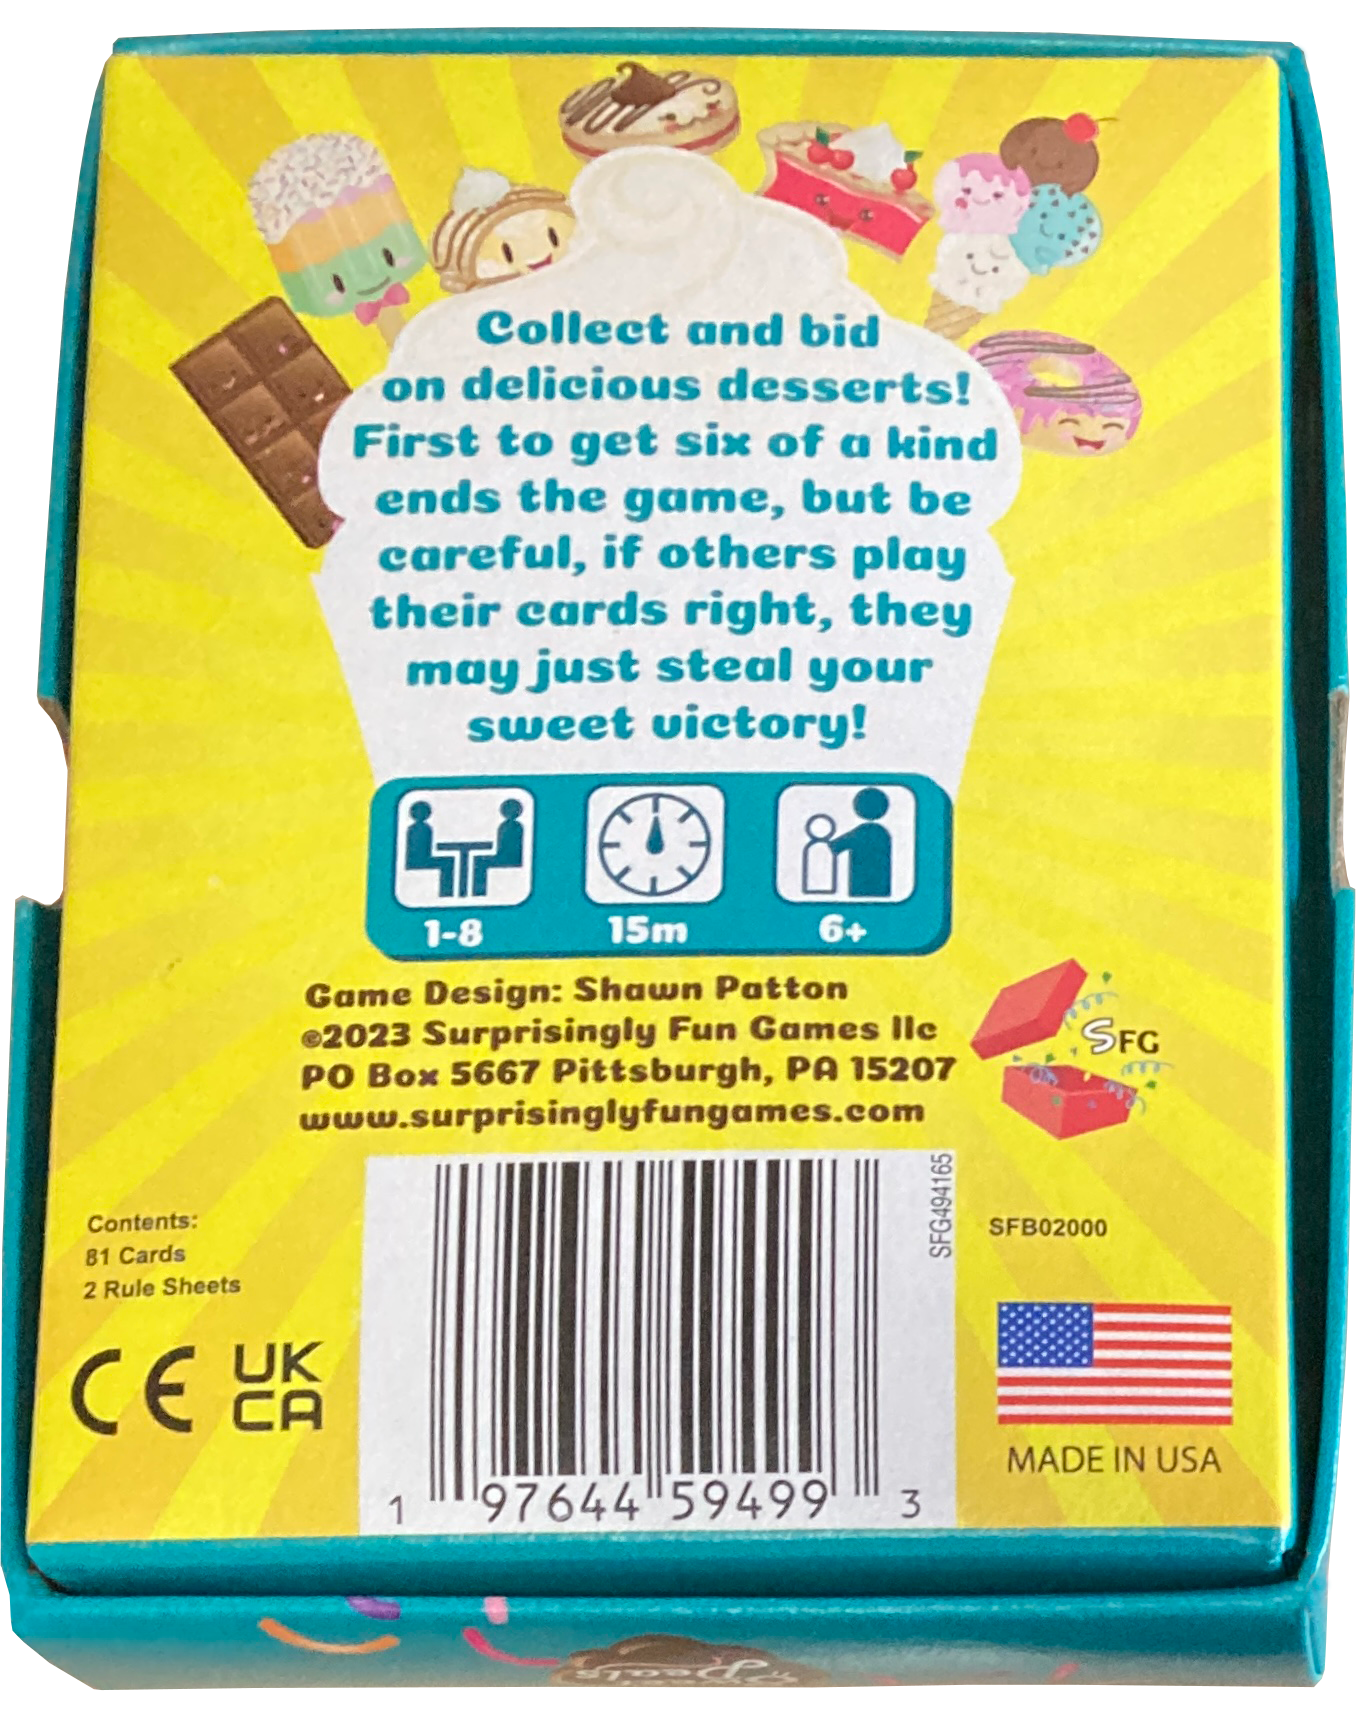 Collect and bid
on delicious desserts!
First to get six of a kind
ends the game, but be
careful, if others play
their cards right, they
may just steal your
sweet victory!
1-8
15m
6+
Game Design: Shawn Patton
©2023 Surprisingly Fun Games llc
PO Box 5667 Pittsburgh, PA 15207
www.surprisinglyfungames.com
SFG
Contents:
81 Cards
2 Rule Sheets
CE
UK
CA
SFG494165
1 97644 59499 3
SFB02000
MADE IN USA
Deals